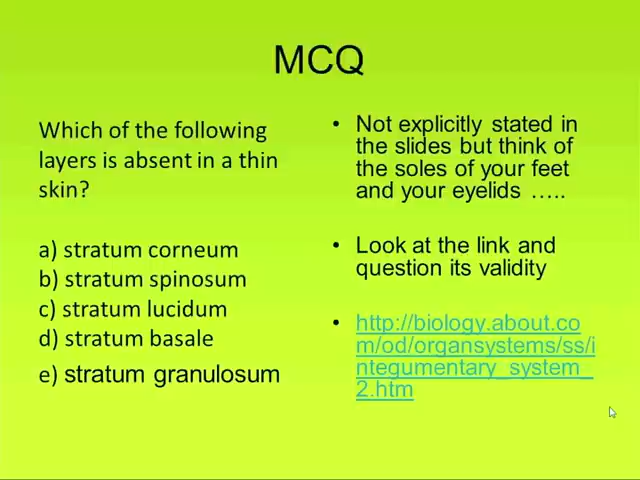 MCQ
Which of the following
layers is absent in a thin
skin?
a) stratum corneum
b) stratum spinosum
c) stratum lucidum
d) stratum basale
e) stratum granulosum
• Not explicitly stated in
the slides but think of
the soles of your feet
and your eyelids …..
• Look at the link and
question its validity
• http://biology.about.co
m/od/organsystems/ss/i
ntegumentary_system_
2.htm